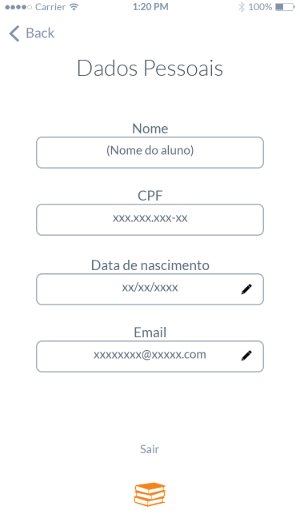 Carrier 1:20 PM 100%
Back
Dados Pessoais
Nome
(Nome do aluno)
CPF
xxx.xxx.xxx-xx
Data de nascimento
xx/xx/xxxx
Email
xxxxxxxx@xxxxx.com
Sair